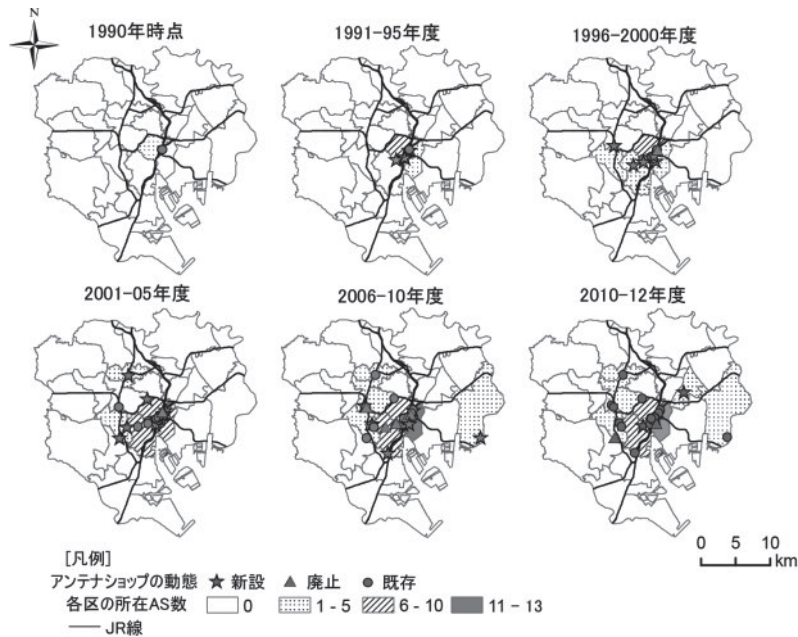 N
1990年時点
1991-95年度
1996-2000年度
2001-05年度
2006-10年度
2010-12年度
0 5 10
km
[凡例]
アンテナショップの動態 新設 廃止 既存
各区の所在AS数 0 1 - 5 6 - 10 11 - 13
JR線